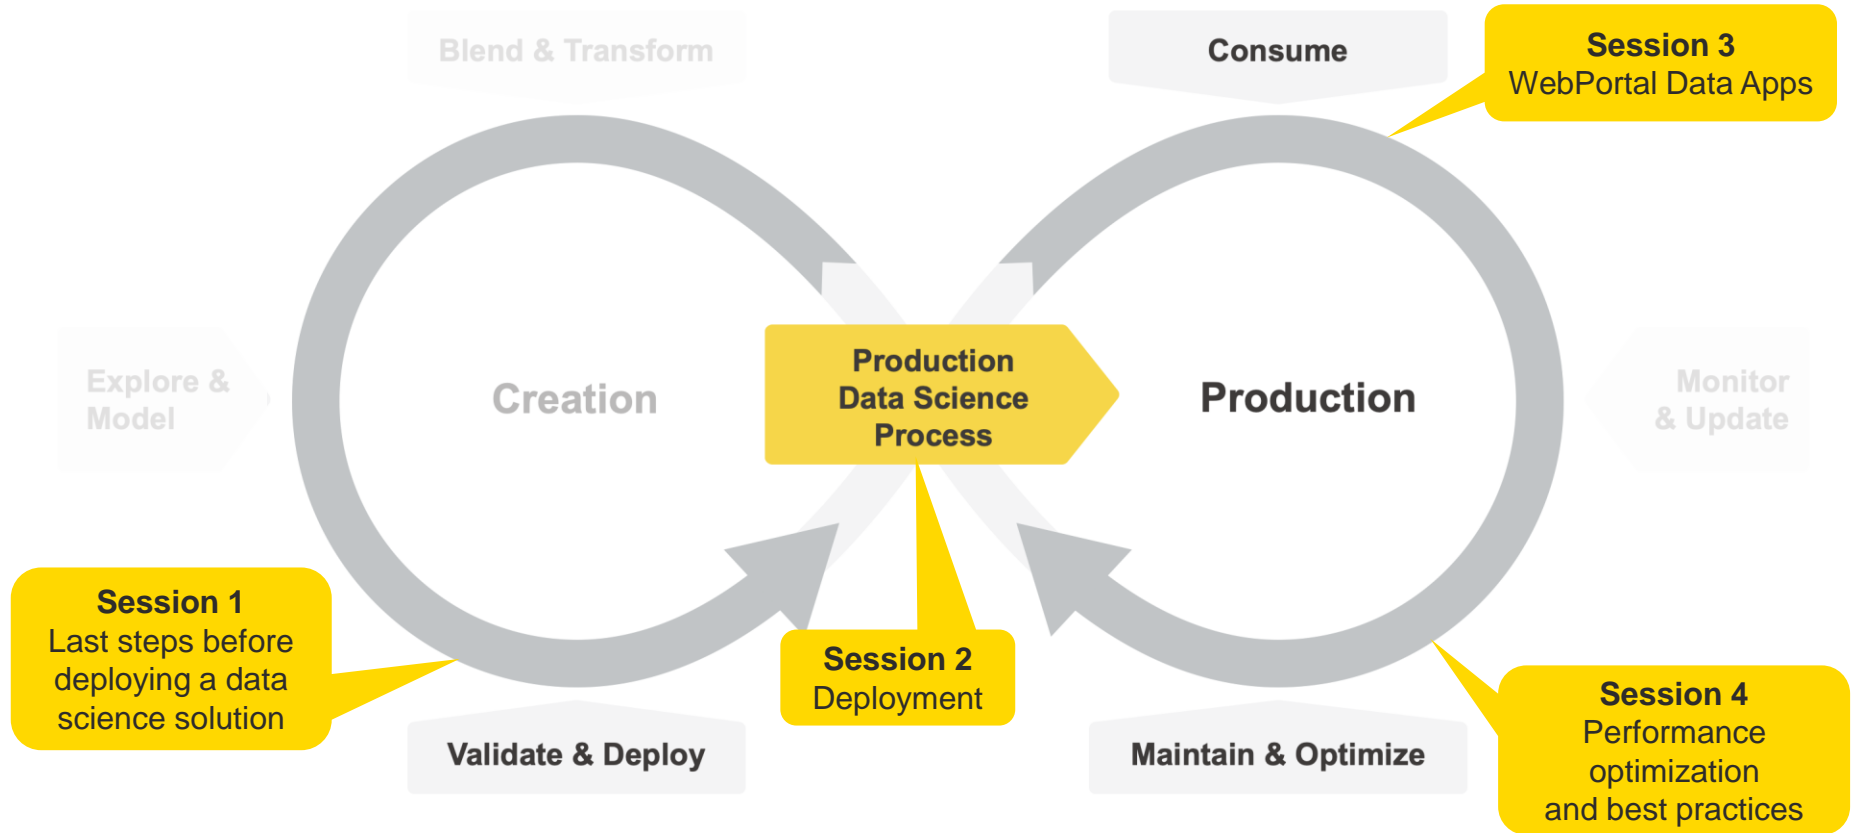 Blend & Transform
Consume
Session 3
WebPortal Data Apps
Explore &
Model
Creation
Production
Data Science
Process
Production
Monitor
& Update
Session 1
Last steps before
deploying a data
science solution
Session 2
Deployment
Session 4
Performance
optimization
and best practices
Validate & Deploy
Maintain & Optimize